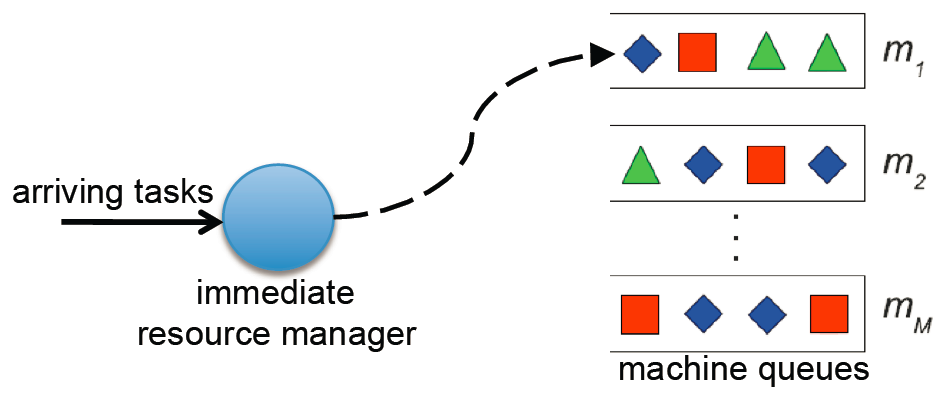 m1
arriving tasks
m2
immediate
resource manager
mM
machine queues